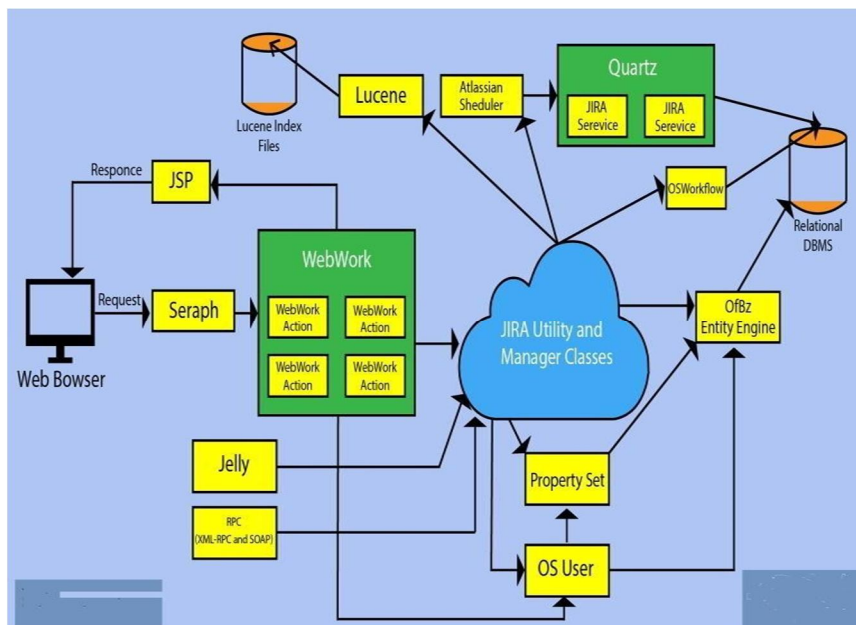 Quartz
JIRA
Serevice
JIRA
Serevice
Atlassian
Sheduler
Lucene
Lucene Index
Files
OSWorkflow
Relational
DBMS
Responce
JSP
WebWork
WebWork
Action
WebWork
Action
WebWork
Action
WebWork
Action
Request
Seraph
Web Bowser
JIRA Utility and
Manager Classes
OfBz
Entity Engine
Jelly
Property Set
RPC
(XML-RPC and SOAP)
OS User